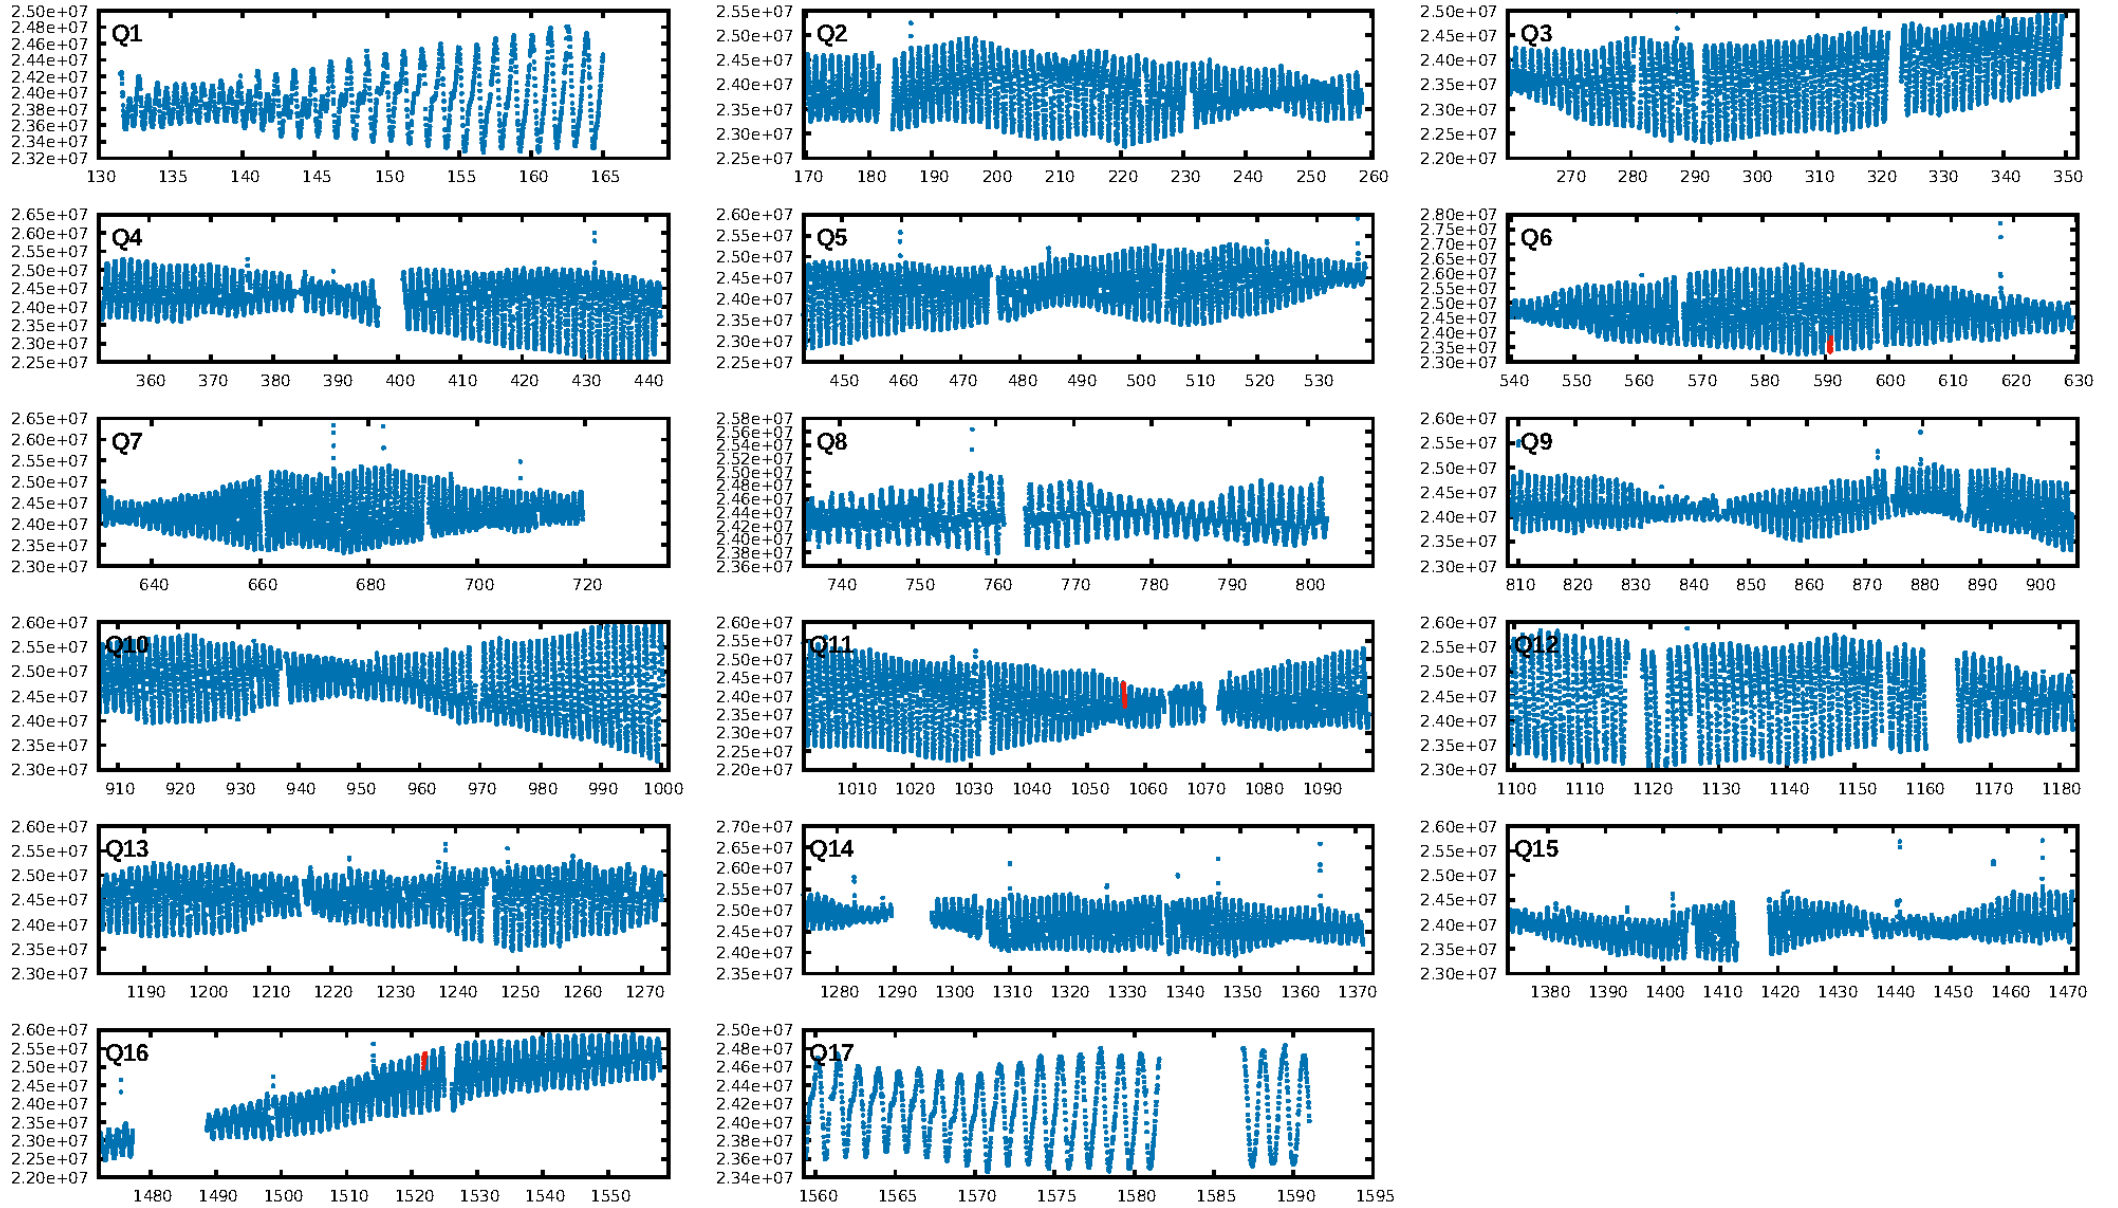 Q1
2.50e+07
2.48e+07
2.46e+07
2.44e+07
2.42e+07
2.40e+07
2.38e+07
2.36e+07
2.34e+07
2.32e+07
130 135 140 145 150 155 160 165
Q2
2.55e+07
2.50e+07
2.45e+07
2.40e+07
2.35e+07
2.30e+07
2.25e+07
170 180 190 200 210 220 230 240 250 260
Q3
2.50e+07
2.45e+07
2.40e+07
2.35e+07
2.30e+07
2.25e+07
2.20e+07
270 280 290 300 310 320 330 340 350
Q4
2.65e+07
2.60e+07
2.55e+07
2.50e+07
2.45e+07
2.40e+07
2.35e+07
2.30e+07
2.25e+07
360 370 380 390 400 410 420 430 440
Q5
2.60e+07
2.55e+07
2.50e+07
2.45e+07
2.40e+07
2.35e+07
2.30e+07
2.25e+07
450 460 470 480 490 500 510 520 530
Q6
2.80e+07
2.75e+07
2.70e+07
2.65e+07
2.60e+07
2.55e+07
2.50e+07
2.45e+07
2.40e+07
2.35e+07
2.30e+07
540 550 560 570 580 590 600 610 620 630
Q7
2.65e+07
2.60e+07
2.55e+07
2.50e+07
2.45e+07
2.40e+07
2.35e+07
2.30e+07
640 660 680 700 720
Q8
2.58e+07
2.56e+07
2.54e+07
2.52e+07
2.50e+07
2.48e+07
2.46e+07
2.44e+07
2.42e+07
2.40e+07
2.38e+07
2.36e+07
740 750 760 770 780 790 800
Q9
2.60e+07
2.55e+07
2.50e+07
2.45e+07
2.40e+07
2.35e+07
2.30e+07
810 820 830 840 850 860 870 880 890 900
Q10
2.60e+07
2.55e+07
2.50e+07
2.45e+07
2.40e+07
2.35e+07
2.30e+07
910 920 930 940 950 960 970 980 990 1000
Q11
2.60e+07
2.55e+07
2.50e+07
2.45e+07
2.40e+07
2.35e+07
2.30e+07
2.25e+07
2.20e+07
1010 1020 1030 1040 1050 1060 1070 1080 1090
Q12
2.60e+07
2.55e+07
2.50e+07
2.45e+07
2.40e+07
2.35e+07
2.30e+07
1100 1110 1120 1130 1140 1150 1160 1170 1180
Q13
2.60e+07
2.55e+07
2.50e+07
2.45e+07
2.40e+07
2.35e+07
2.30e+07
1190 1200 1210 1220 1230 1240 1250 1260 1270
Q14
2.70e+07
2.65e+07
2.60e+07
2.55e+07
2.50e+07
2.45e+07
2.40e+07
2.35e+07
1280 1290 1300 1310 1320 1330 1340 1350 1360 1370
Q15
2.60e+07
2.55e+07
2.50e+07
2.45e+07
2.40e+07
2.35e+07
2.30e+07
1380 1390 1400 1410 1420 1430 1440 1450 1460 1470
Q16
2.60e+07
2.55e+07
2.50e+07
2.45e+07
2.40e+07
2.35e+07
2.30e+07
2.25e+07
2.20e+07
1480 1490 1500 1510 1520 1530 1540 1550
Q17
2.50e+07
2.48e+07
2.46e+07
2.44e+07
2.42e+07
2.40e+07
2.38e+07
2.36e+07
2.34e+07
1560 1565 1570 1575 1580 1585 1590 1595